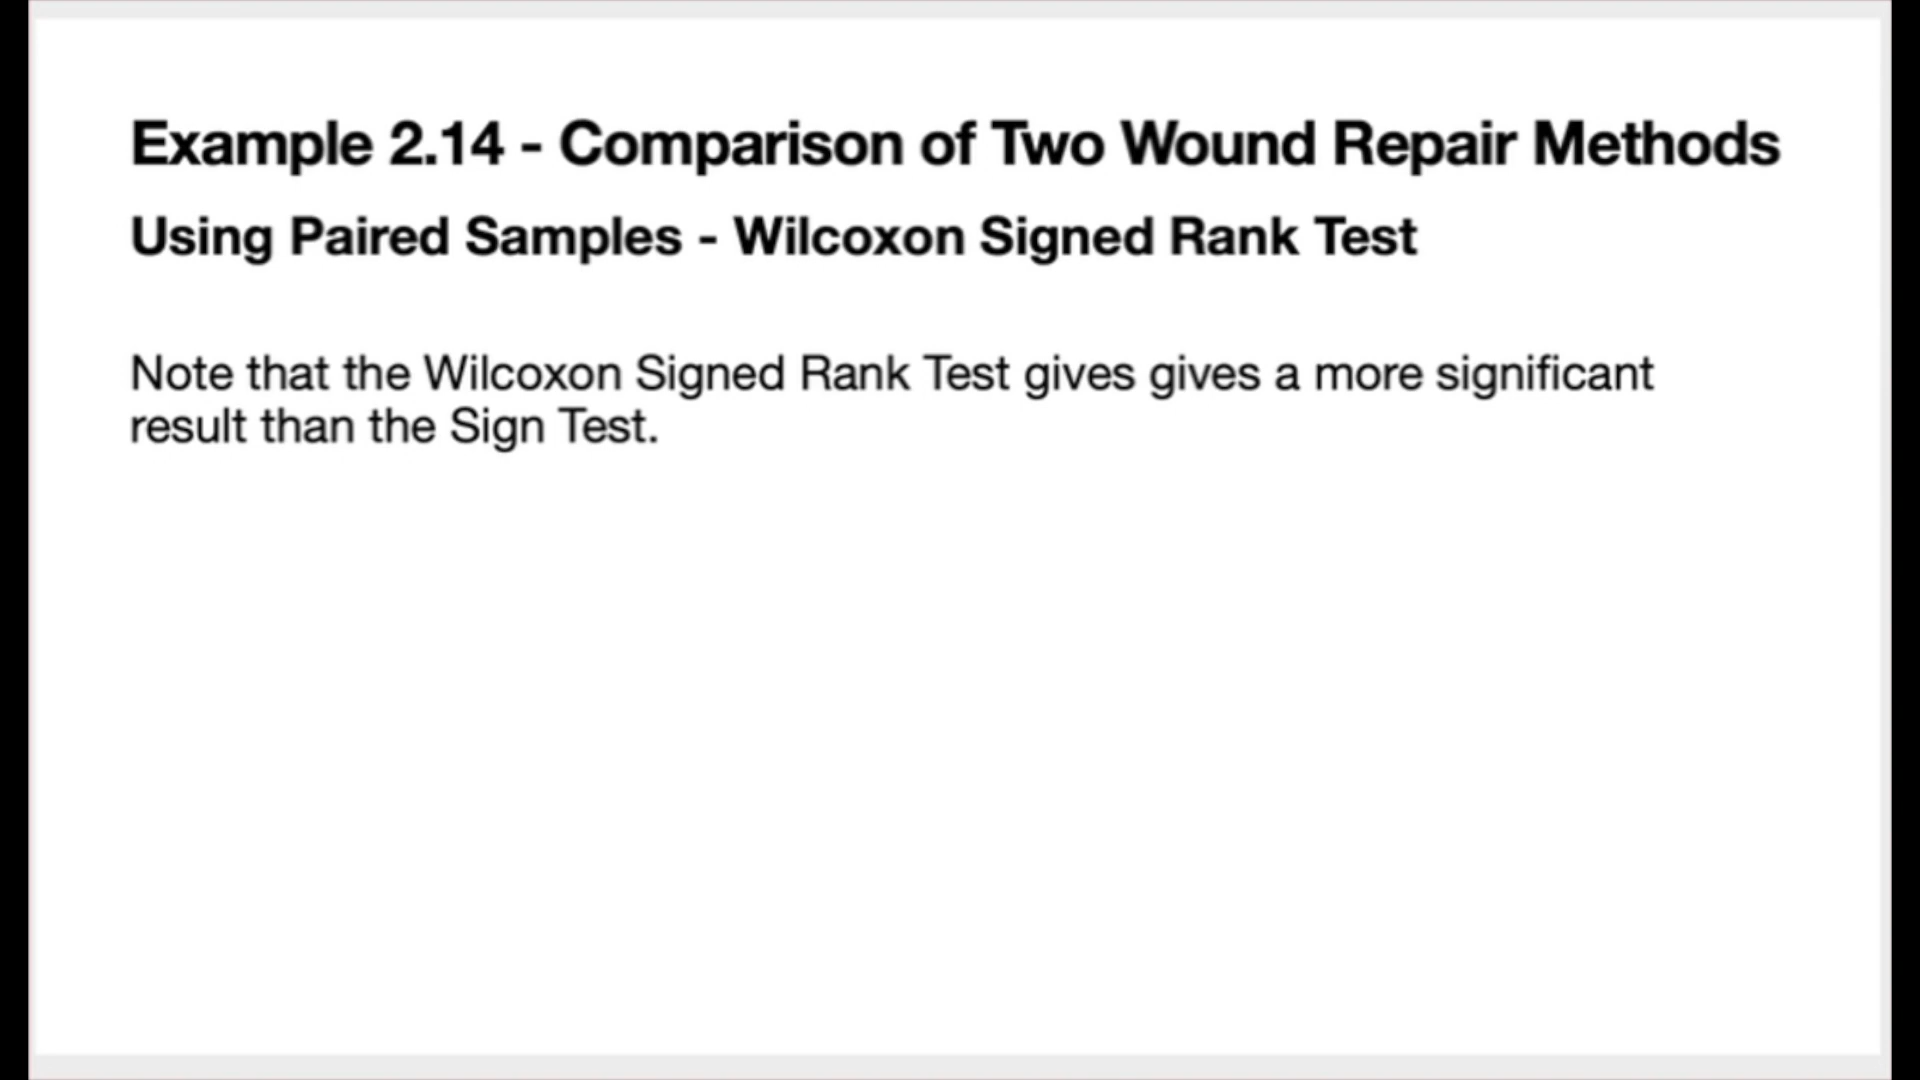 Example 2.14 - Comparison of Two Wound Repair Methods
Using Paired Samples - Wilcoxon Signed Rank Test
Note that the Wilcoxon Signed Rank Test gives gives a more significant
result than the Sign Test.